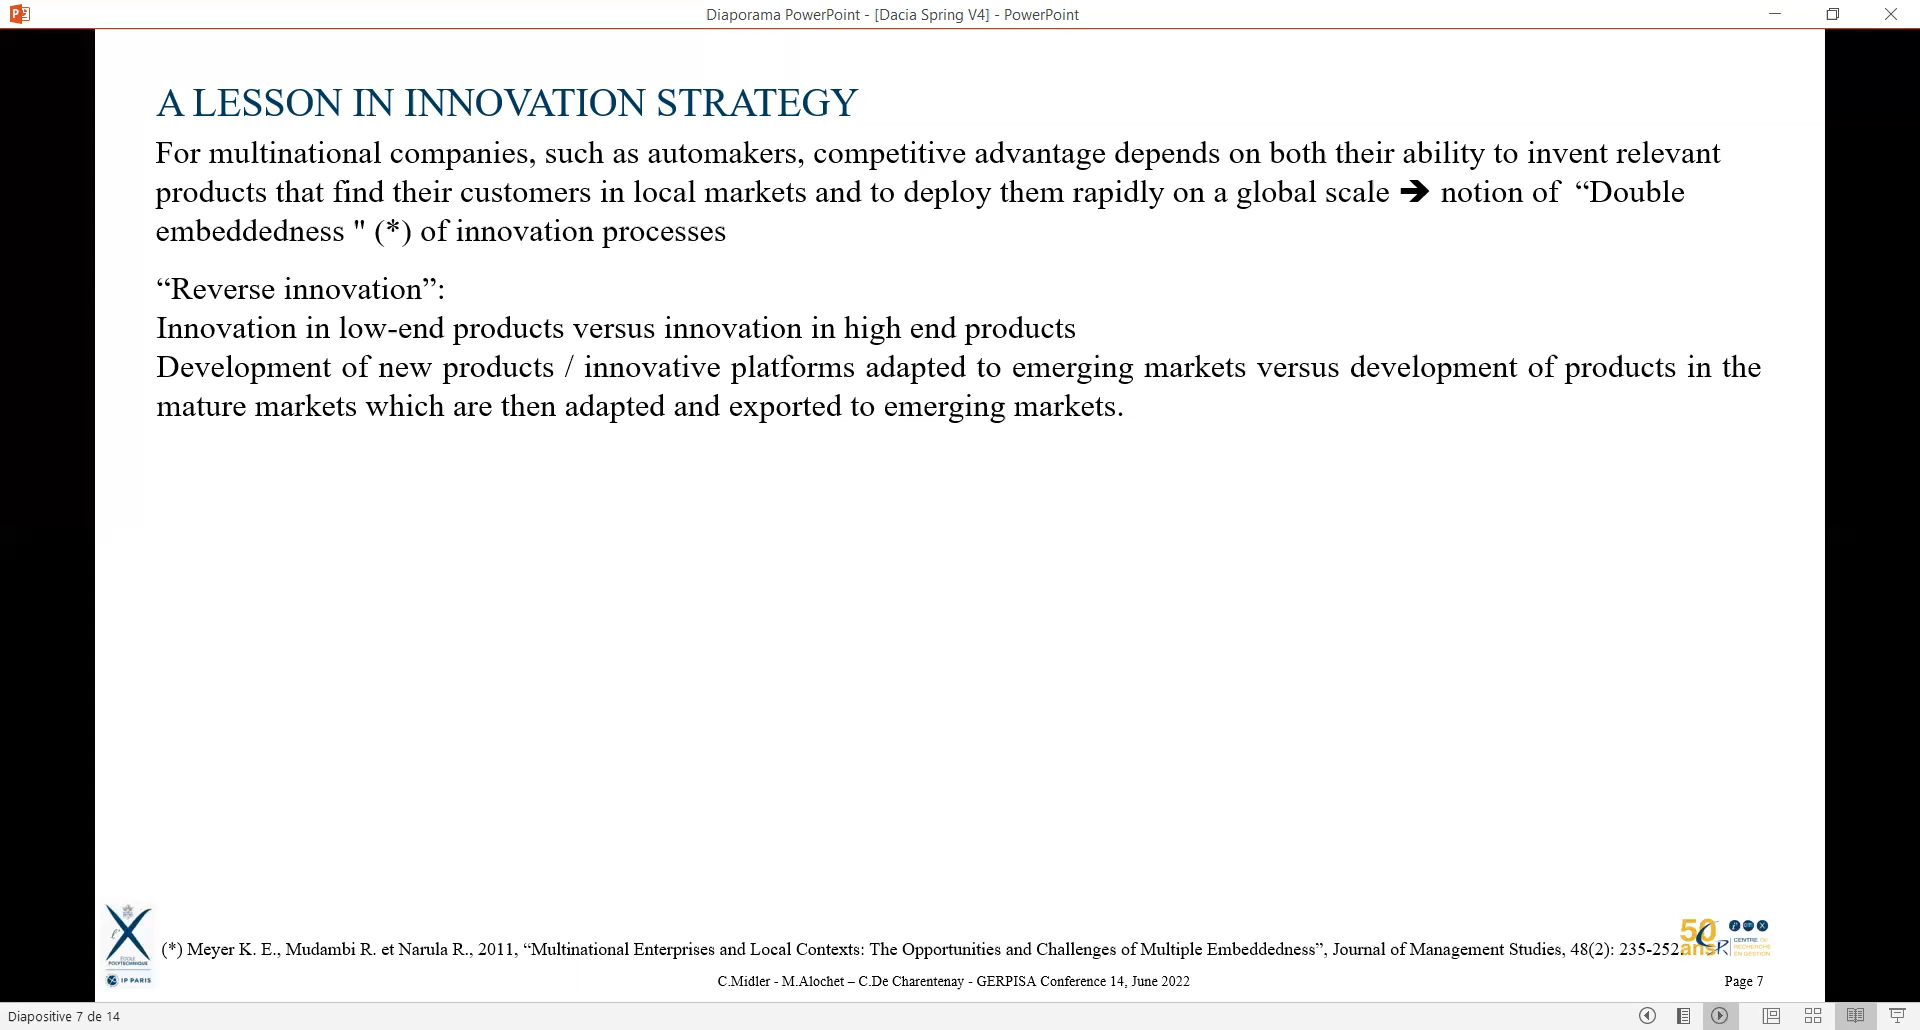 Diaporama PowerPoint - [Dacia Spring V4] - PowerPoint
A LESSON IN INNOVATION STRATEGY
For multinational companies, such as automakers, competitive advantage depends on both their ability to invent relevant
products that find their customers in local markets and to deploy them rapidly on a global scale ➔ notion of “Double
embeddedness " (*) of innovation processes
“Reverse innovation”:
Innovation in low-end products versus innovation in high end products
Development of new products / innovative platforms adapted to emerging markets versus development of products in the
mature markets which are then adapted and exported to emerging markets.
ÉCOLE
POLYTECHNIQUE
IP PARIS
(*) Meyer K. E., Mudambi R. et Narula R., 2011, “Multinational Enterprises and Local Contexts: The Opportunities and Challenges of Multiple Embeddedness”, Journal of Management Studies, 48(2): 235-252.
50
ans
CENTRE DE
RECHERCHE
EN GESTION
C.Midler - M.Alochet – C.De Charentenay - GERPISA Conference 14, June 2022
Page 7
Diapositive 7 de 14